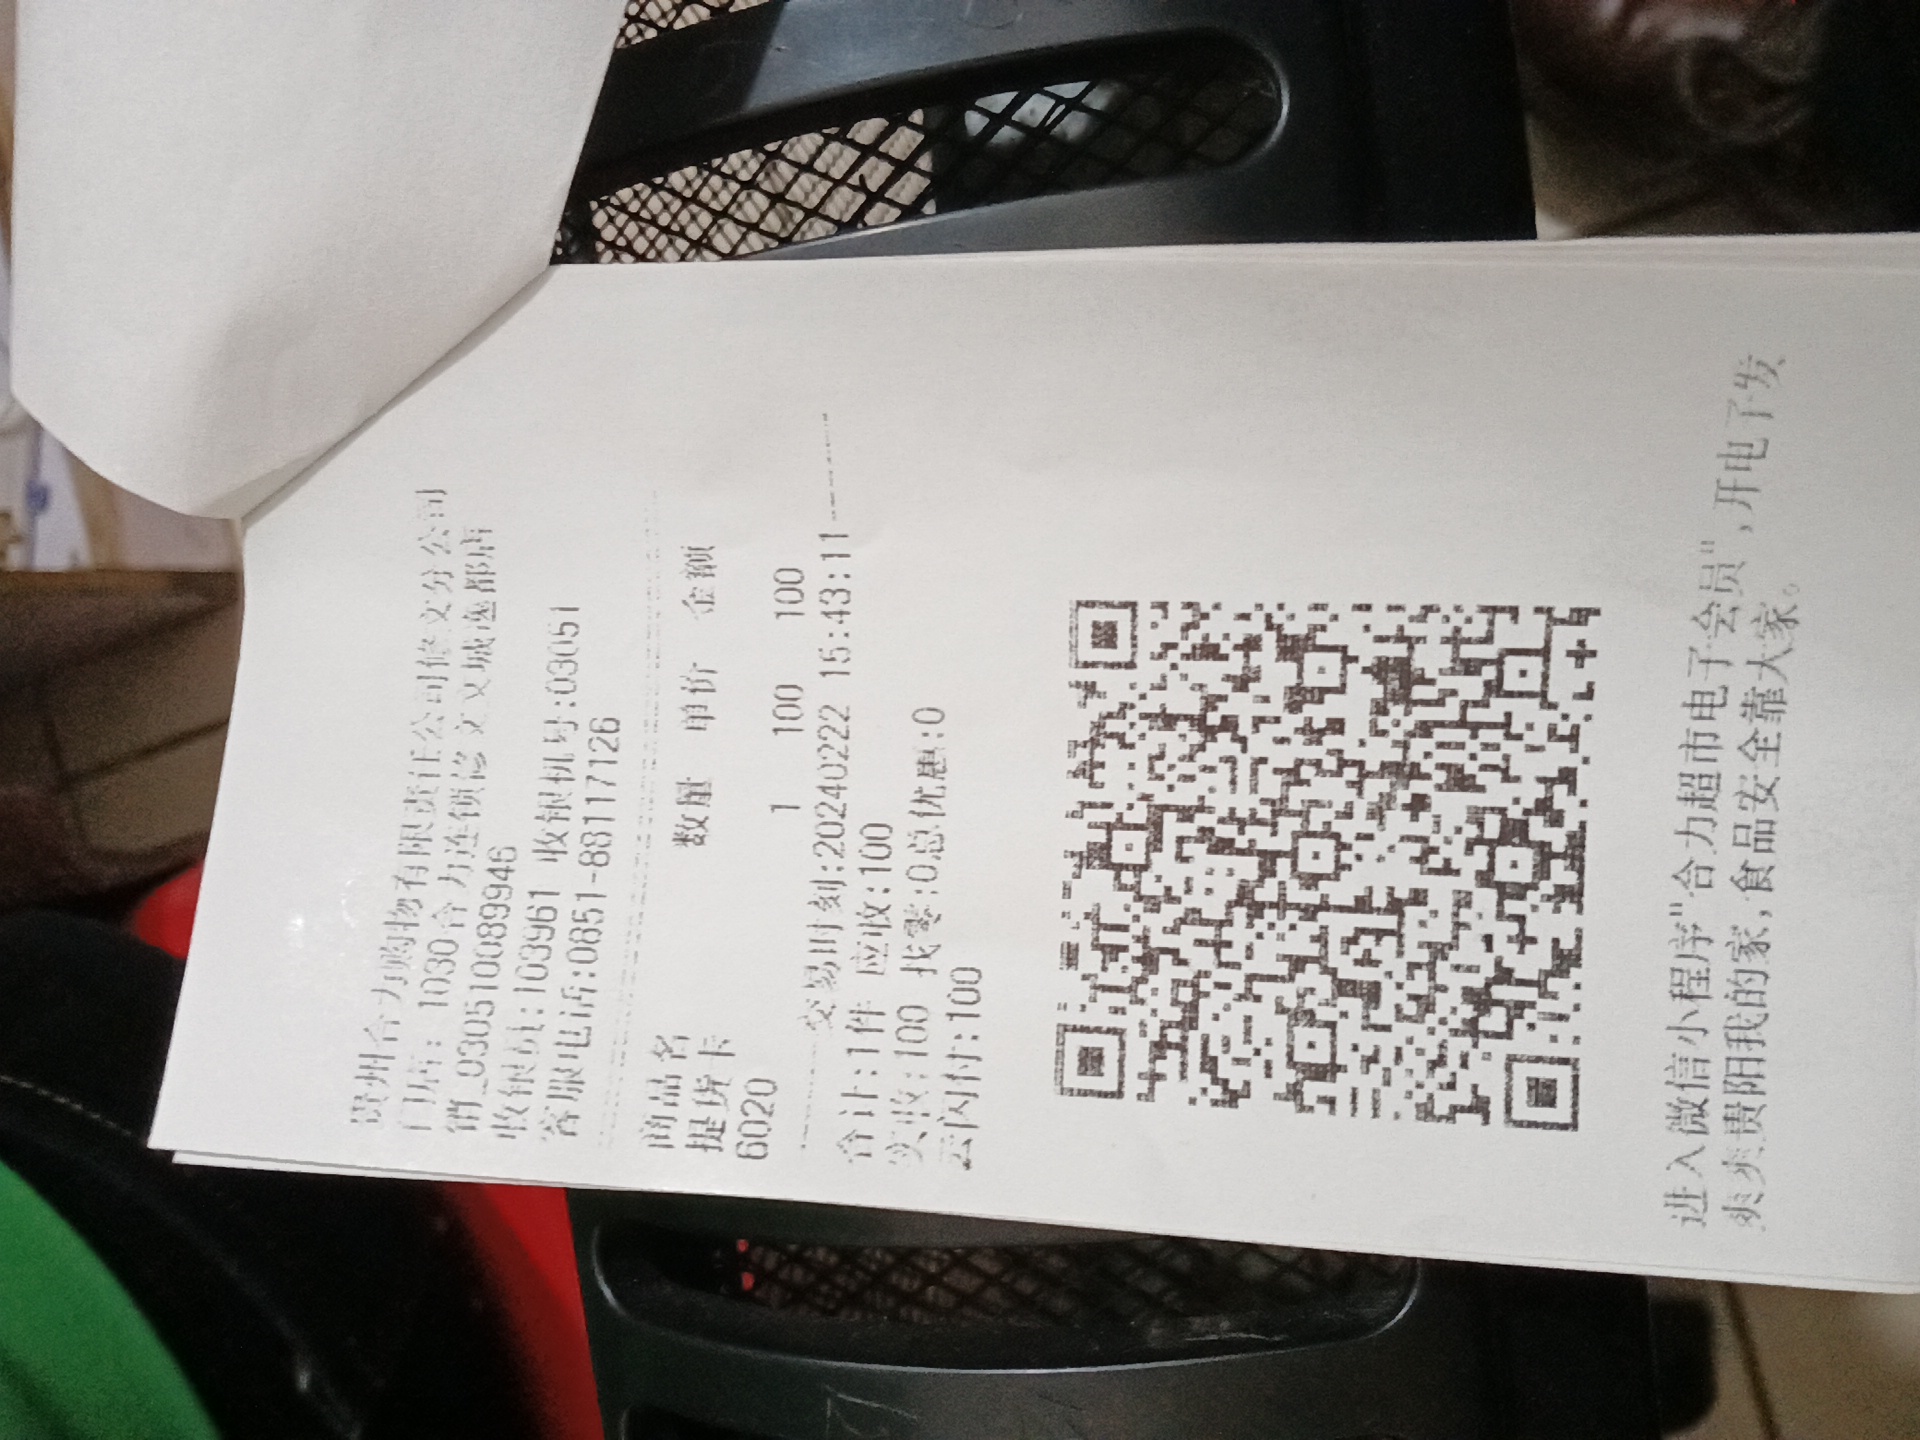 贵州合力购物有限责任公司修文分公司
门店: 1030合力连锁修文文城逸都店
销_030510089946
收银员:103961 收银机号:03051
客服电话:0851-88117126
商品名 数量 单价 金额
提货卡
6020 1 100 100
交易时刻:20240222 15:43:11
合计:1件 应收:100
实收:100 找零:0总优惠:0
云闪付:100
进入微信小程序"合力超市电子会员",开电子发
爽爽贵阳我的家,食品安全靠大家。